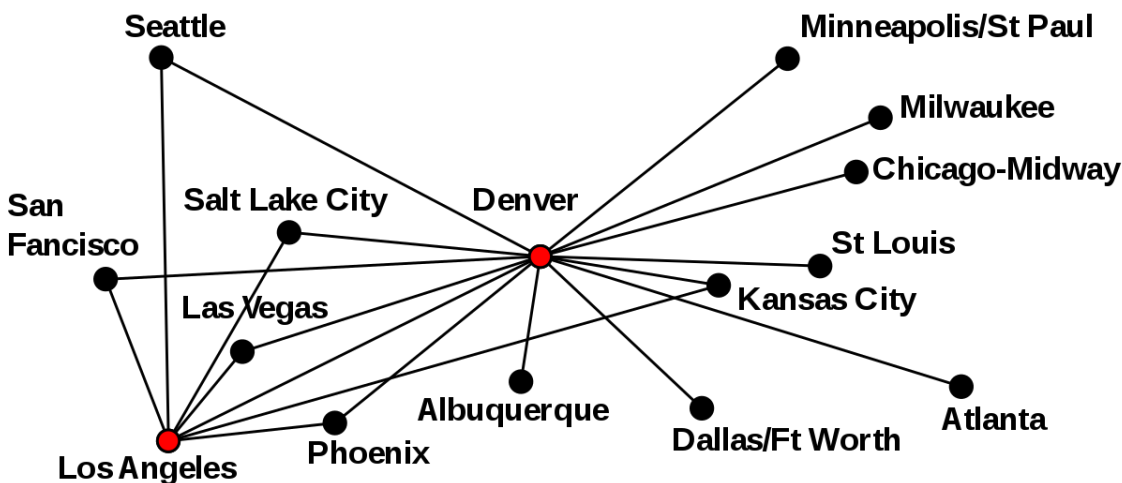 Seattle
Minneapolis/St Paul
Milwaukee
Chicago-Midway
San
Fancisco
Salt Lake City
Denver
St Louis
Las Vegas
Kansas City
Albuquerque
Atlanta
Dallas/Ft Worth
Phoenix
Los Angeles